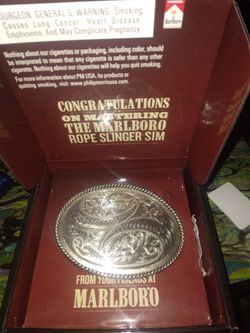 SURGEON GENERAL'S WARNING: Smoking
Causes Lung Cancer, Heart Disease,
Emphysema, And May Complicate Pregnancy.
Marlboro
Nothing about our cigarettes or packaging, including color, should
be interpreted to mean that any cigarette is safer than any other
cigarette. Nothing about our cigarettes will help you quit smoking.
For more information about PM USA, its products or
quitting smoking, visit www.philipmorrisusa.com.
CONGRATULATIONS
ON MASTERING
THE MARLBORO
ROPE SLINGER SIM
FROM YOUR FRIENDS AT
MARLBORO